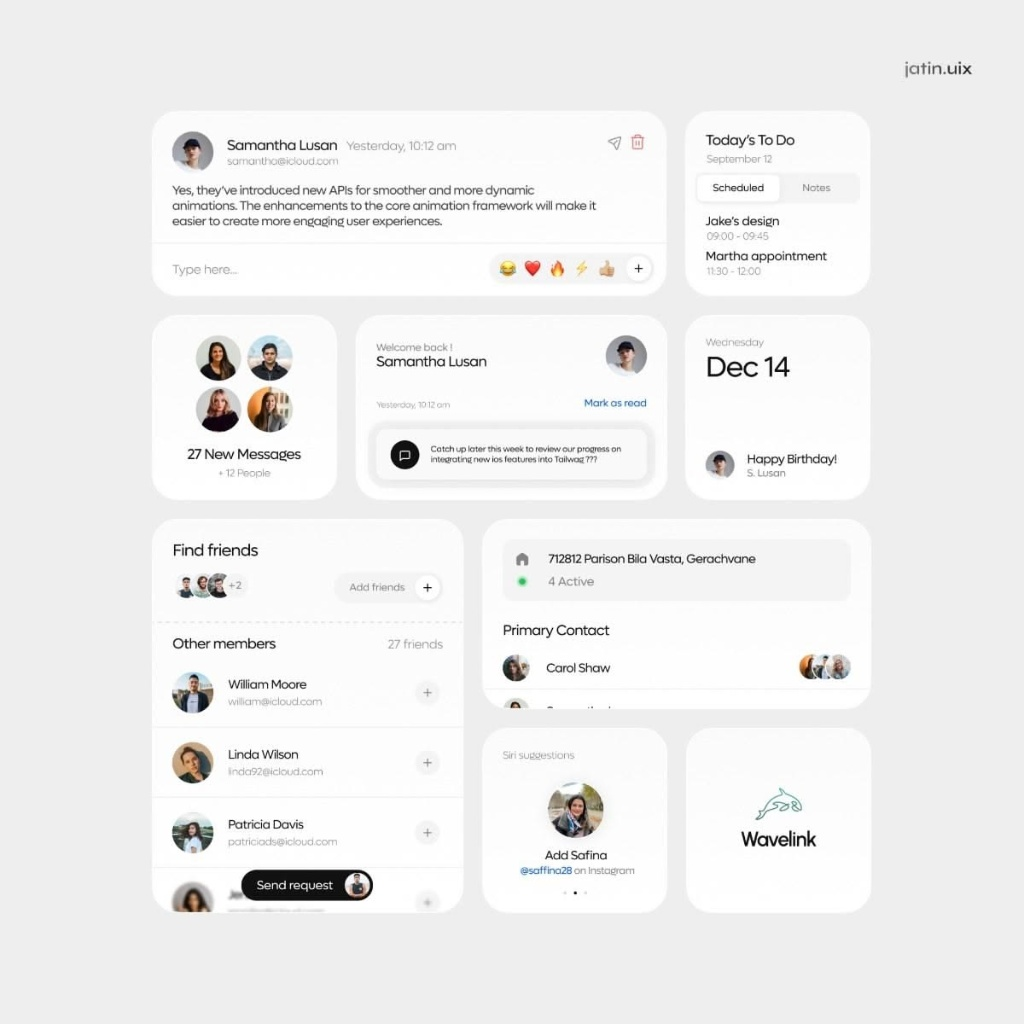 jatin.uix
Samantha Lusan Yesterday, 10:12 am
samantha@icloud.com
Yes, they've introduced new APIs for smoother and more dynamic
animations. The enhancements to the core animation framework will make it
easier to create more engaging user experiences.
Type here...
Today's To Do
September 12
Scheduled Notes
Jake's design
09:00 - 09:45
Martha appointment
11:30 - 12:00
27 New Messages
+ 12 People
Welcome back !
Samantha Lusan
Yesterday, 10:12 am Mark as read
Catch up later this week to review our progress on
integrating new ios features into Tailwag ???
Wednesday
Dec 14
Happy Birthday!
S. Lusan
Find friends
+2 Add friends
Other members 27 friends
William Moore
william@icloud.com
Linda Wilson
linda92@icloud.com
Patricia Davis
patriciads@icloud.com
Send request
712812 Parison Bila Vasta, Gerachvane
4 Active
Primary Contact
Carol Shaw
Siri suggestions
Add Safina
@saffina28 on Instagram
Wavelink